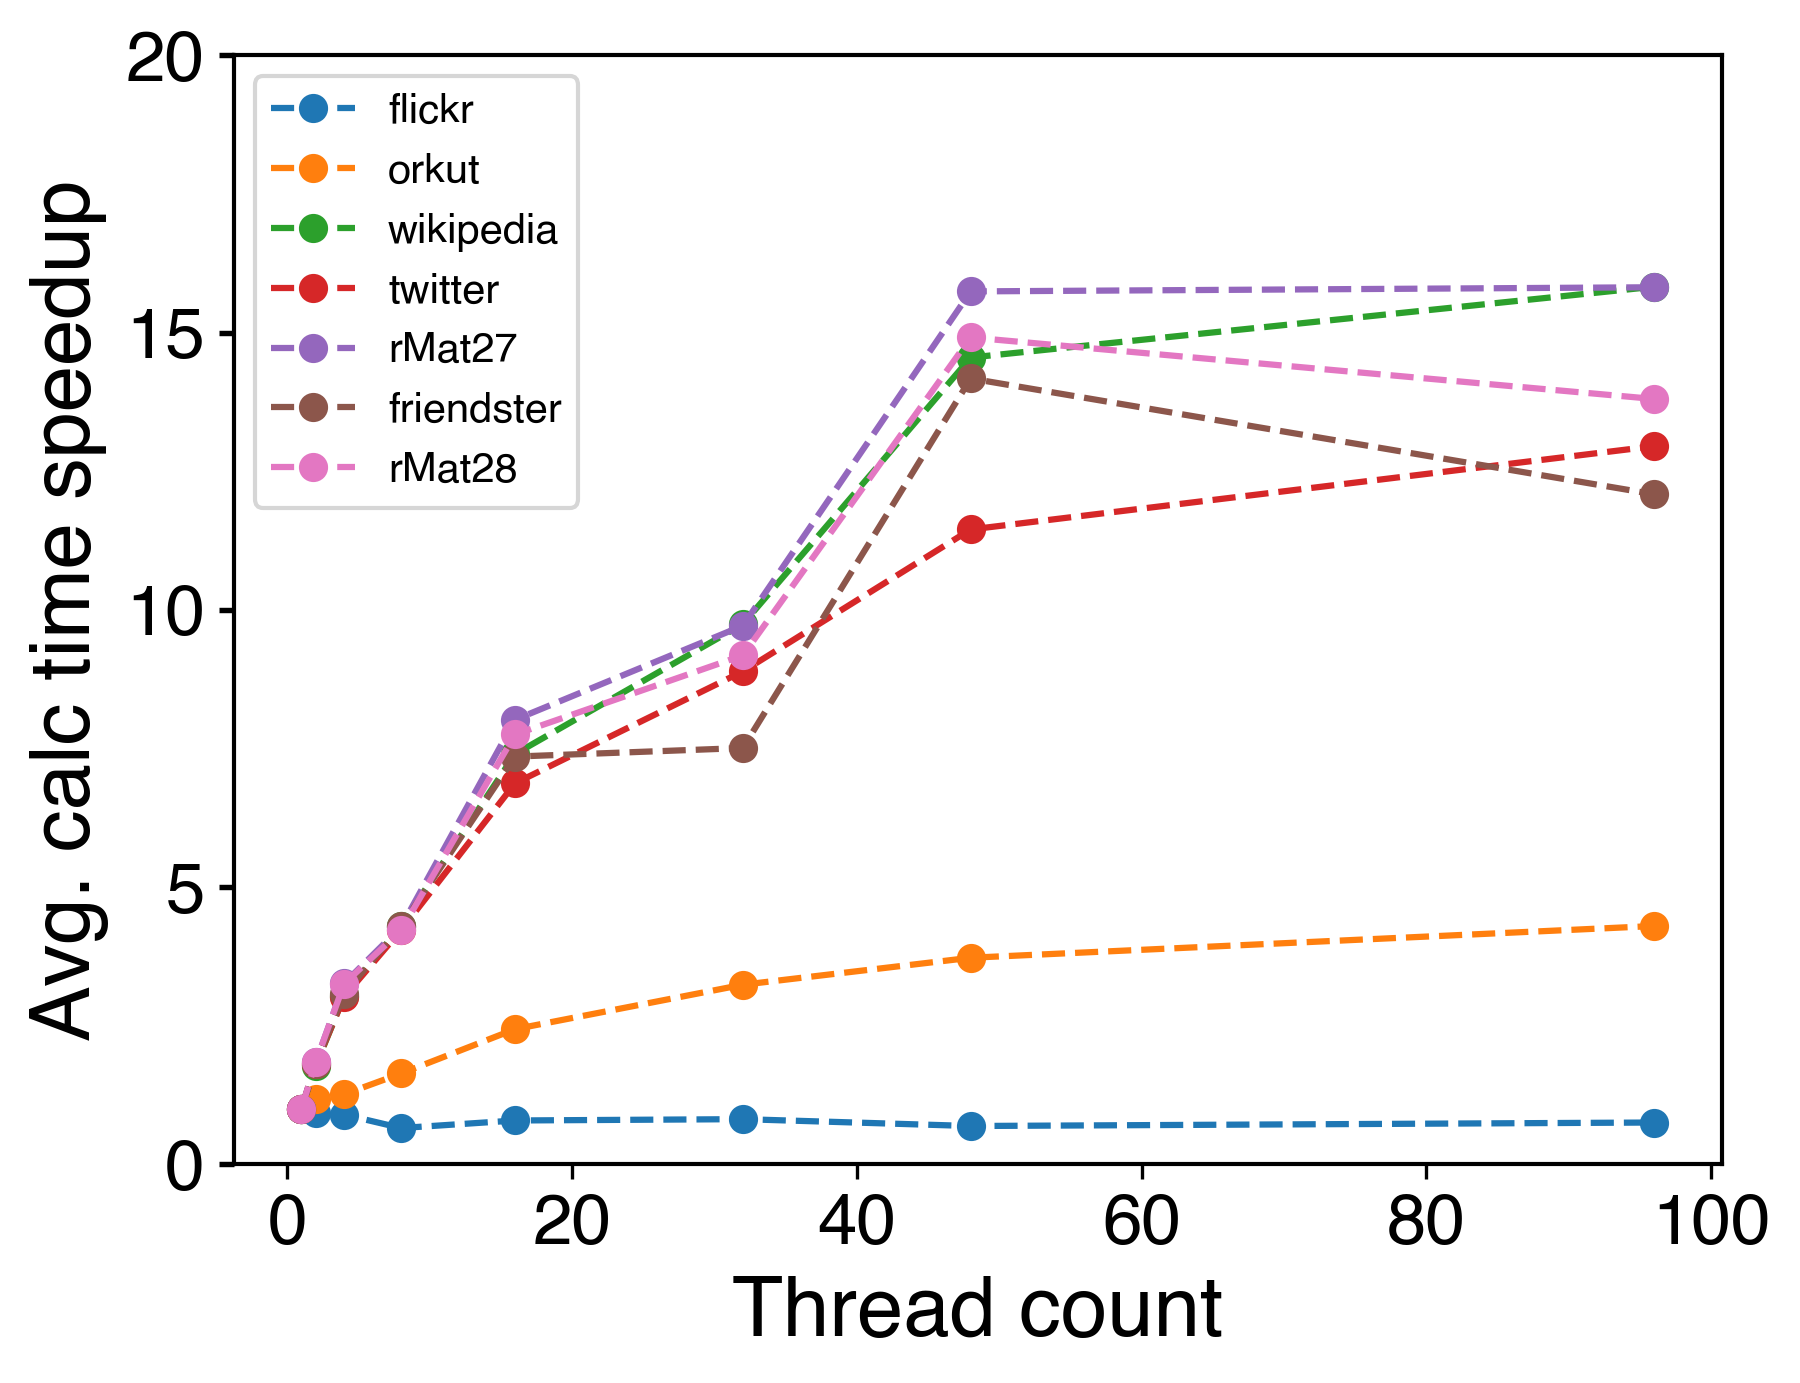 20
15
10
5
0
Avg. calc time speedup
flickr
orkut
wikipedia
twitter
rMat27
friendster
rMat28
0 20 40 60 80 100
Thread count